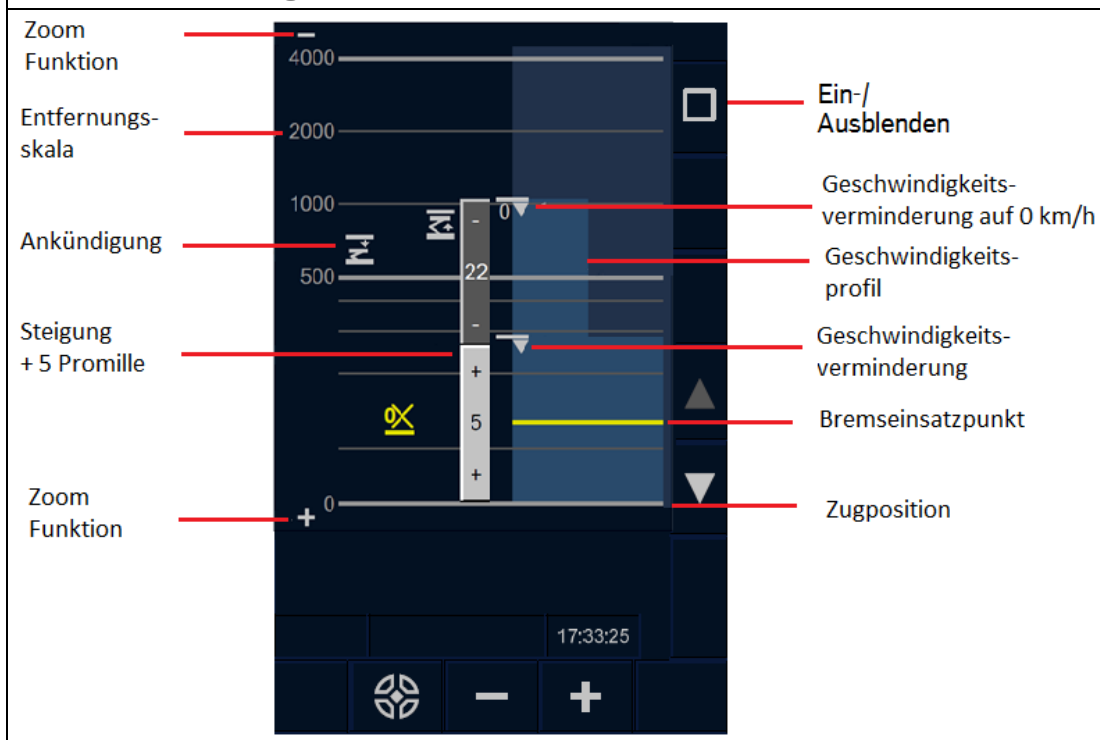 Zoom
Funktion
Entfernungs-
skala
Ankündigung
Steigung
+ 5 Promille
Zoom
Funktion
−
4000
2000
1000
500
0
+
0
-
22
-
+
5
+
17:33:25
−
+
Ein-/
Ausblenden
Geschwindigkeits-
verminderung auf 0 km/h
Geschwindigkeits-
profil
Geschwindigkeits-
verminderung
Bremseinsatzpunkt
Zugposition